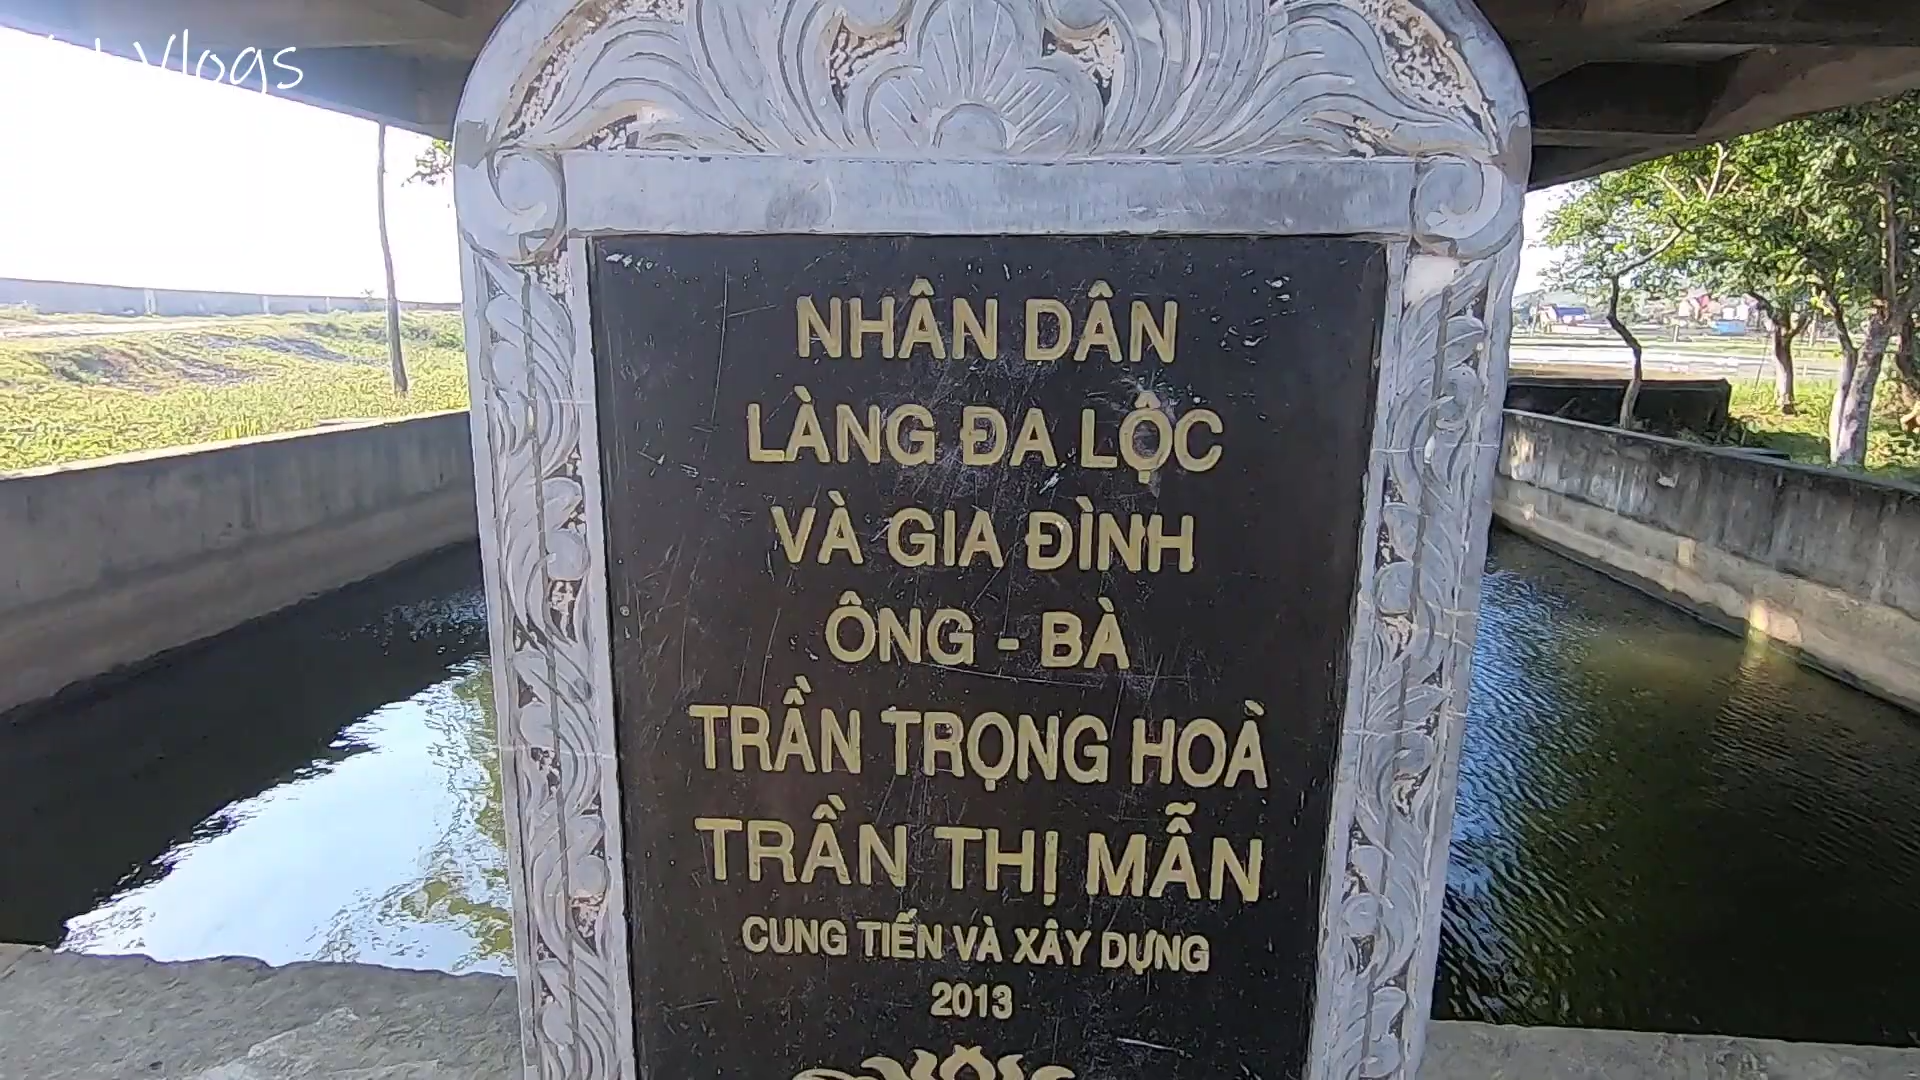 Vlogs
NHÂN DÂN
LÀNG ĐA LỘC
VÀ GIA ĐÌNH
ÔNG - BÀ
TRẦN TRỌNG HOÀ
TRẦN THỊ MẪN
CUNG TIẾN VÀ XÂY DỰNG
2013